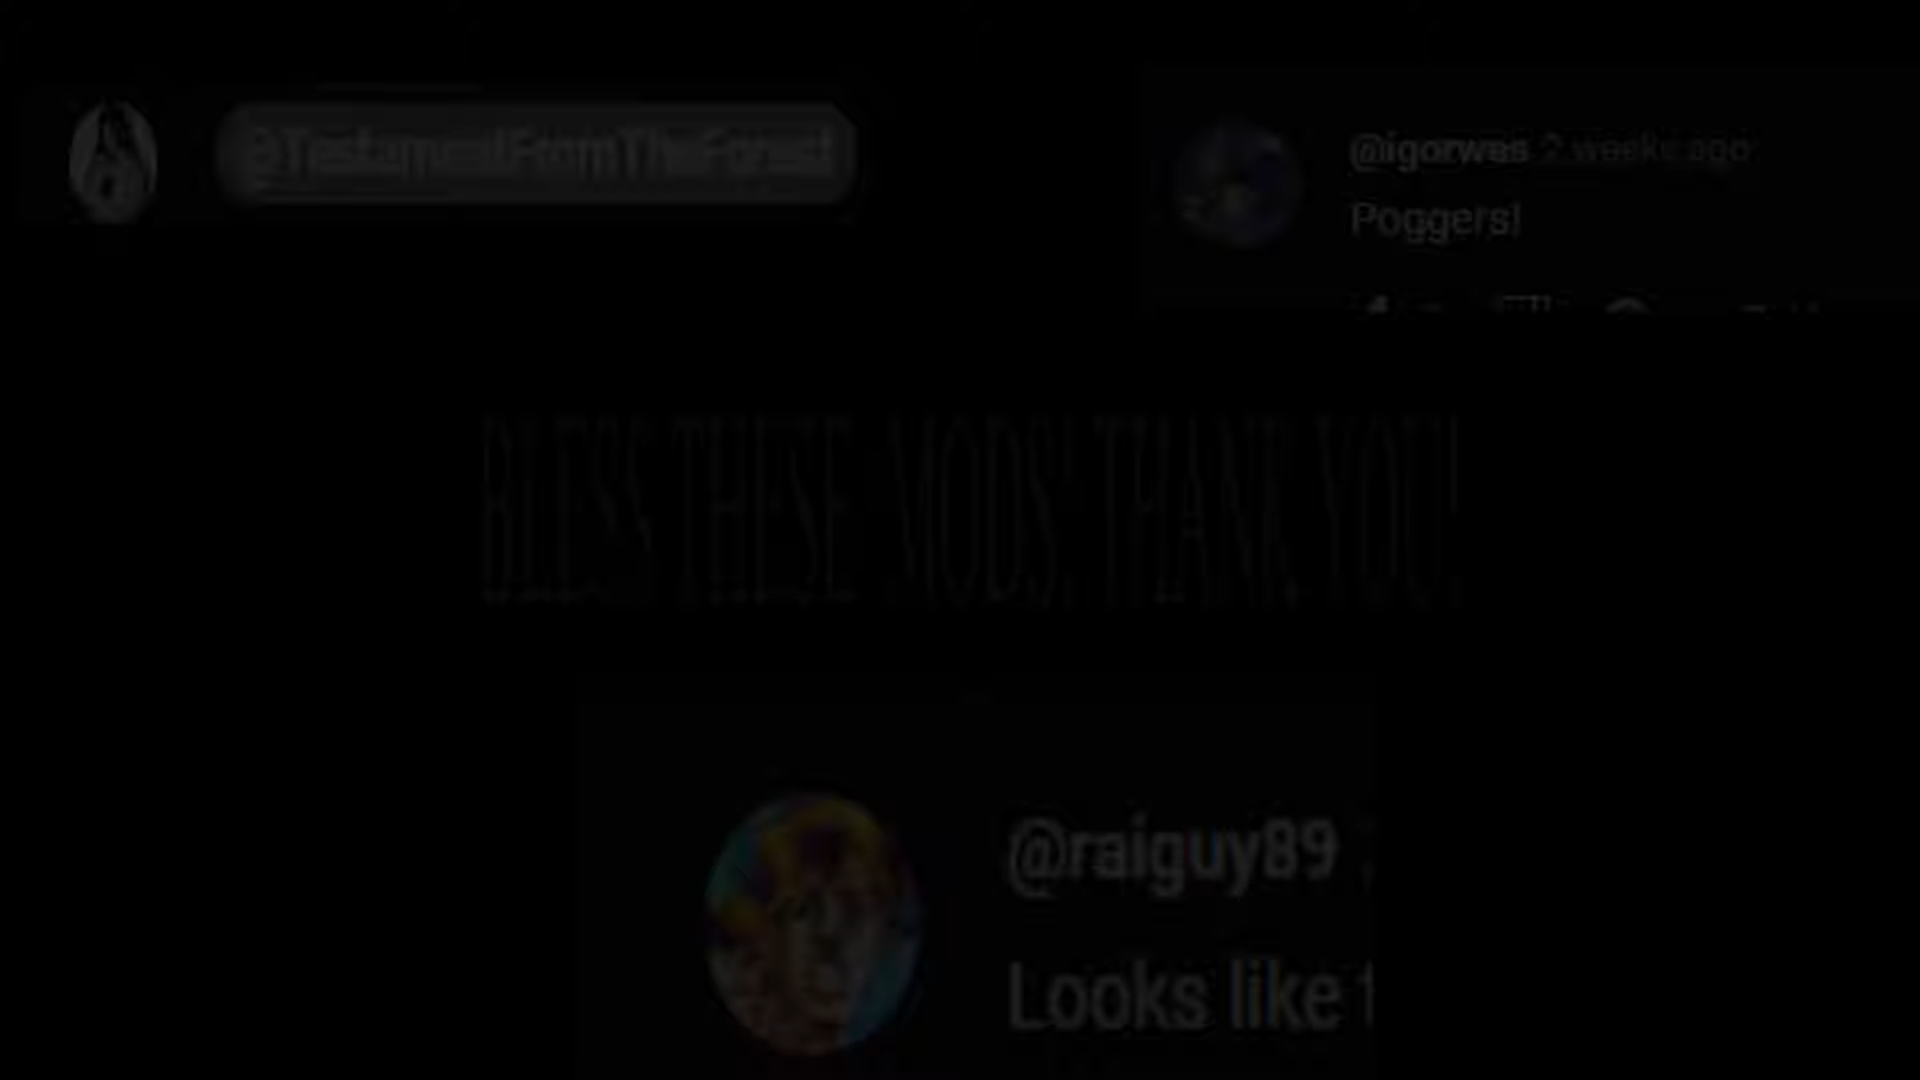 @TestamentFromTheForest
@igorwes 2 weeks ago
Poggers!
BLESS THESE 'MODS' THANK YOU!
@raiguy89
Looks like